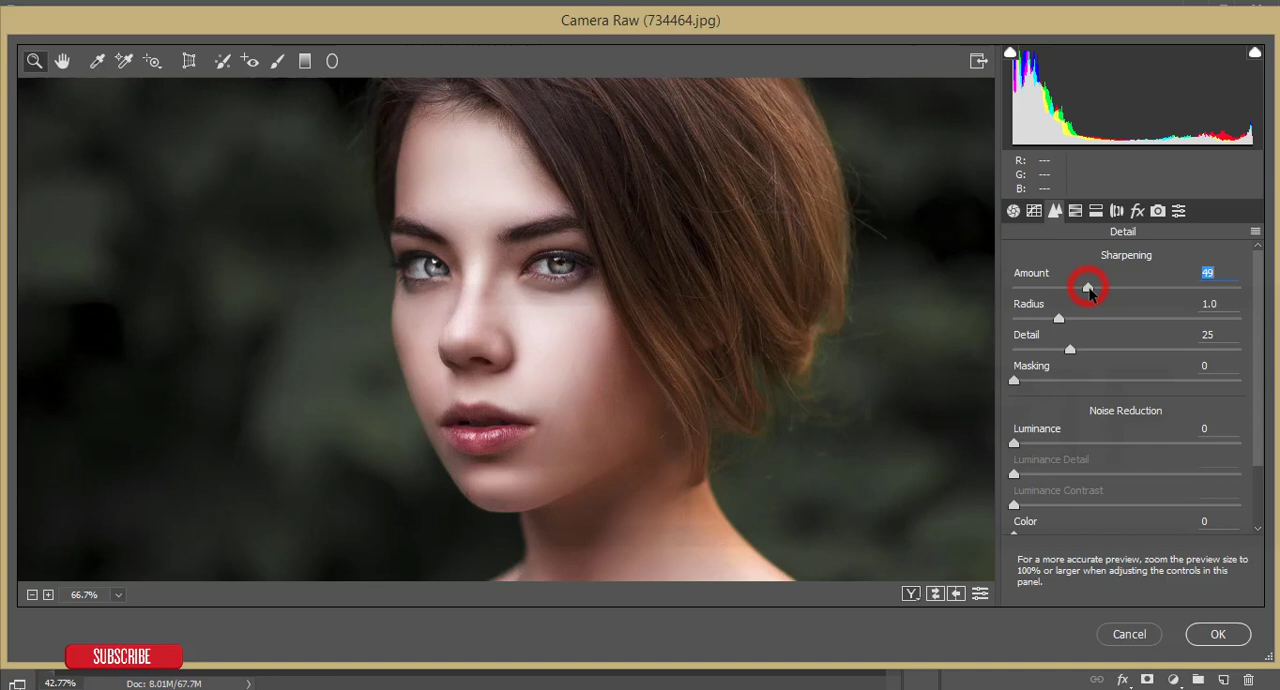 Camera Raw (734464.jpg)
R: ---
G: ---
B: ---
fx
Detail
Sharpening
Amount 49
Radius 1.0
Detail 25
Masking 0
Noise Reduction
Luminance 0
Luminance Detail
Luminance Contrast
Color 0
For a more accurate preview, zoom the preview size to
100% or larger when adjusting the controls in this
panel.
66.7%
Y
Cancel
OK
SUBSCRIBE
42.77%
Doc: 8.01M/67.7M
fx